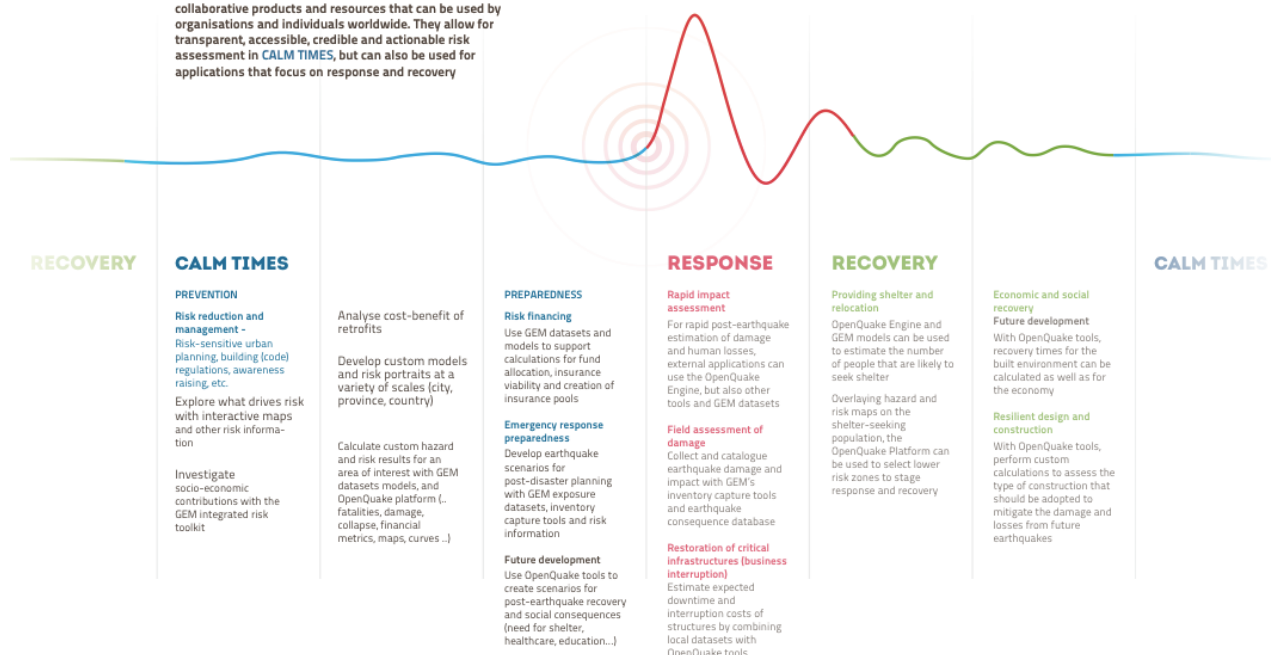 collaborative products and resources that can be used by
organisations and individuals worldwide. They allow for
transparent, accessible, credible and actionable risk
assessment in CALM TIMES, but can also be used for
applications that focus on response and recovery
RECOVERY
CALM TIMES
PREVENTION
Risk reduction and
management -
Risk-sensitive urban
planning, building (code)
regulations, awareness
raising, etc.
Explore what drives risk
with interactive maps
and other risk informa-
tion
Investigate
socio-economic
contributions with the
GEM integrated risk
toolkit
Analyse cost-benefit of
retrofits
Develop custom models
and risk portraits at a
variety of scales (city,
province, country)
Calculate custom hazard
and risk results for an
area of interest with GEM
datasets models, and
OpenQuake platform (..
fatalities, damage,
collapse, financial
metrics, maps, curves ..)
PREPAREDNESS
Risk financing
Use GEM datasets and
models to support
calculations for fund
allocation, insurance
viability and creation of
insurance pools
Emergency response
preparedness
Develop earthquake
scenarios for
post-disaster planning
with GEM exposure
datasets, inventory
capture tools and risk
information
Future development
Use OpenQuake tools to
create scenarios for
post-earthquake recovery
and social consequences
(need for shelter,
healthcare, education...)
RESPONSE
Rapid impact
assessment
For rapid post-earthquake
estimation of damage
and human losses,
external applications can
use the OpenQuake
Engine, but also other
tools and GEM datasets
Field assessment of
damage
Collect and catalogue
earthquake damage and
impact with GEM's
inventory capture tools
and earthquake
consequence database
Restoration of critical
infrastructures (business
interruption)
Estimate expected
downtime and
interruption costs of
structures by combining
local datasets with
OpenQuake tools
RECOVERY
Providing shelter and
relocation
OpenQuake Engine and
GEM models can be used
to estimate the number
of people that are likely to
seek shelter
Overlaying hazard and
risk maps on the
shelter-seeking
population, the
OpenQuake Platform can
be used to select lower
risk zones to stage
response and recovery
Economic and social
recovery
Future development
With OpenQuake tools,
recovery times for the
built environment can be
calculated as well as for
the economy
Resilient design and
construction
With OpenQuake tools,
perform custom
calculations to assess the
type of construction that
should be adopted to
mitigate the damage and
losses from future
earthquakes
CALM TIMES